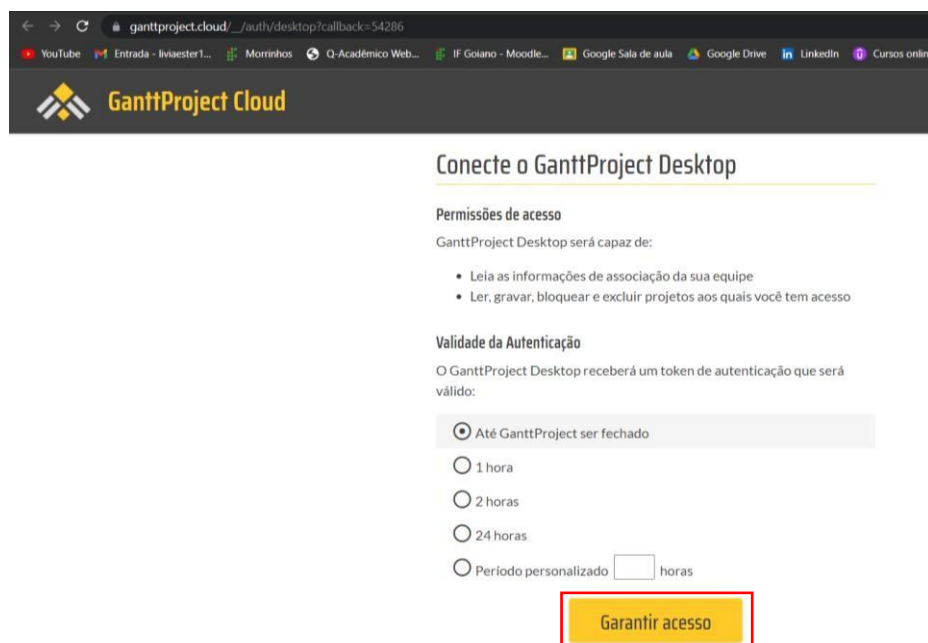 ganttproject.cloud/__/auth/desktop?callback=54286
YouTube Entrada - liviaester1... Morrinhos Q-Acadêmico Web... IF Goiano - Moodle... Google Sala de aula Google Drive LinkedIn Cursos onlin
GanttProject Cloud
Conecte o GanttProject Desktop
Permissões de acesso
GanttProject Desktop será capaz de:
• Leia as informações de associação da sua equipe
• Ler, gravar, bloquear e excluir projetos aos quais você tem acesso
Validade da Autenticação
O GanttProject Desktop receberá um token de autenticação que será
válido:
Até GanttProject ser fechado
1 hora
2 horas
24 horas
Período personalizado horas
Garantir acesso